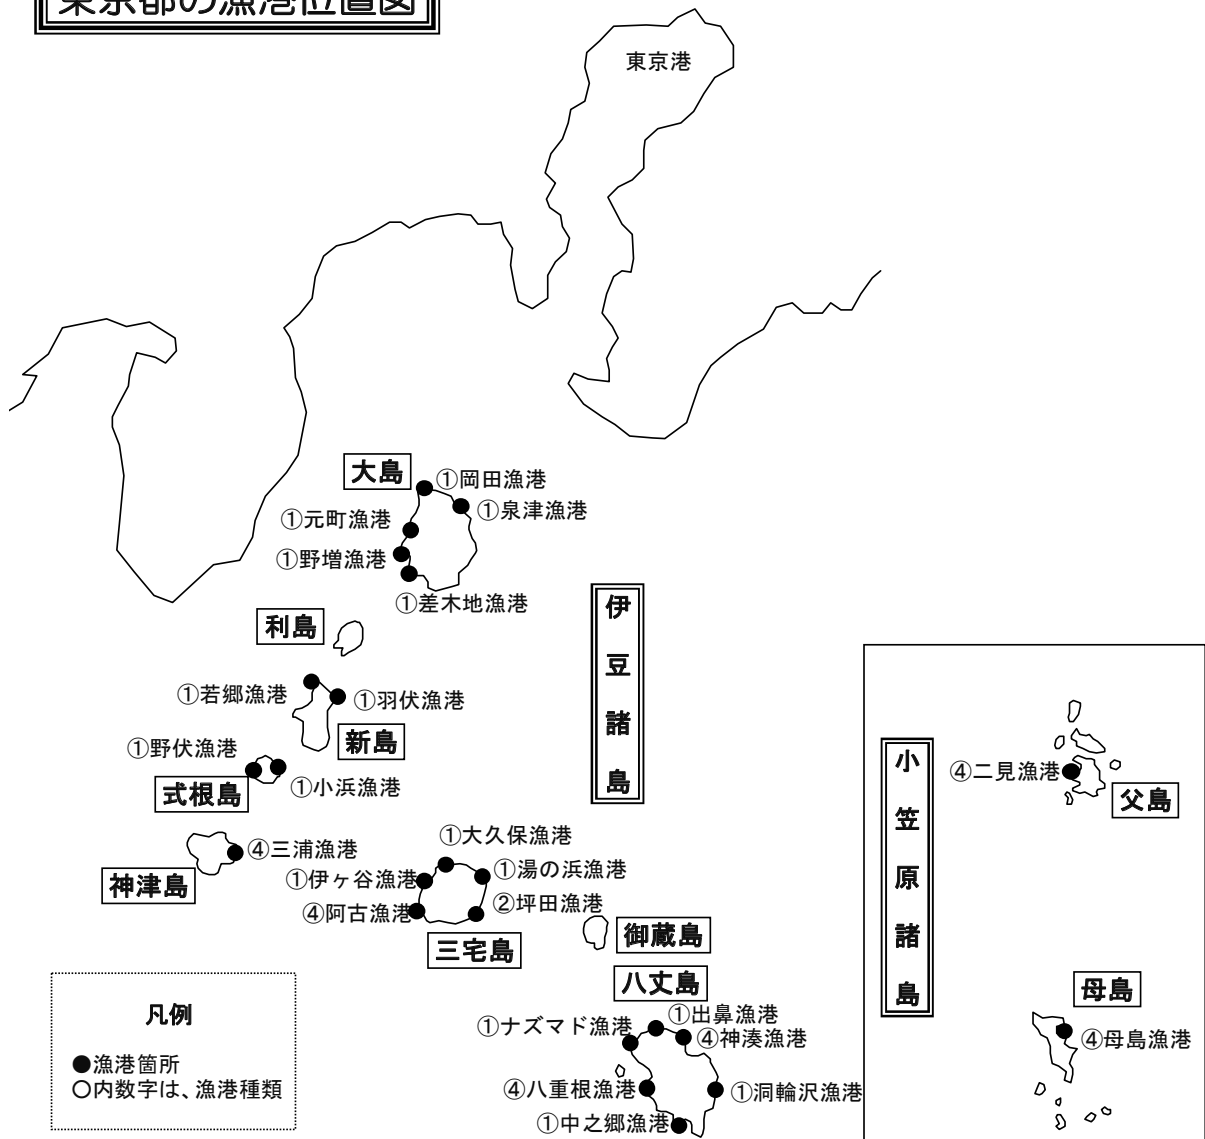 東京都の漁港位置図
東京港
大島
①岡田漁港
①泉津漁港
①元町漁港
①野増漁港
①差木地漁港
利島
①若郷漁港
①羽伏漁港
新島
①野伏漁港
①小浜漁港
式根島
④三浦漁港
神津島
①大久保漁港
①湯の浜漁港
①伊ヶ谷漁港
②坪田漁港
④阿古漁港
三宅島
御蔵島
八丈島
①出鼻漁港
①ナズマド漁港
④神湊漁港
④八重根漁港
①洞輪沢漁港
①中之郷漁港
伊豆諸島
小笠原諸島
④二見漁港
父島
母島
④母島漁港
凡例
●漁港箇所
○内数字は、漁港種類